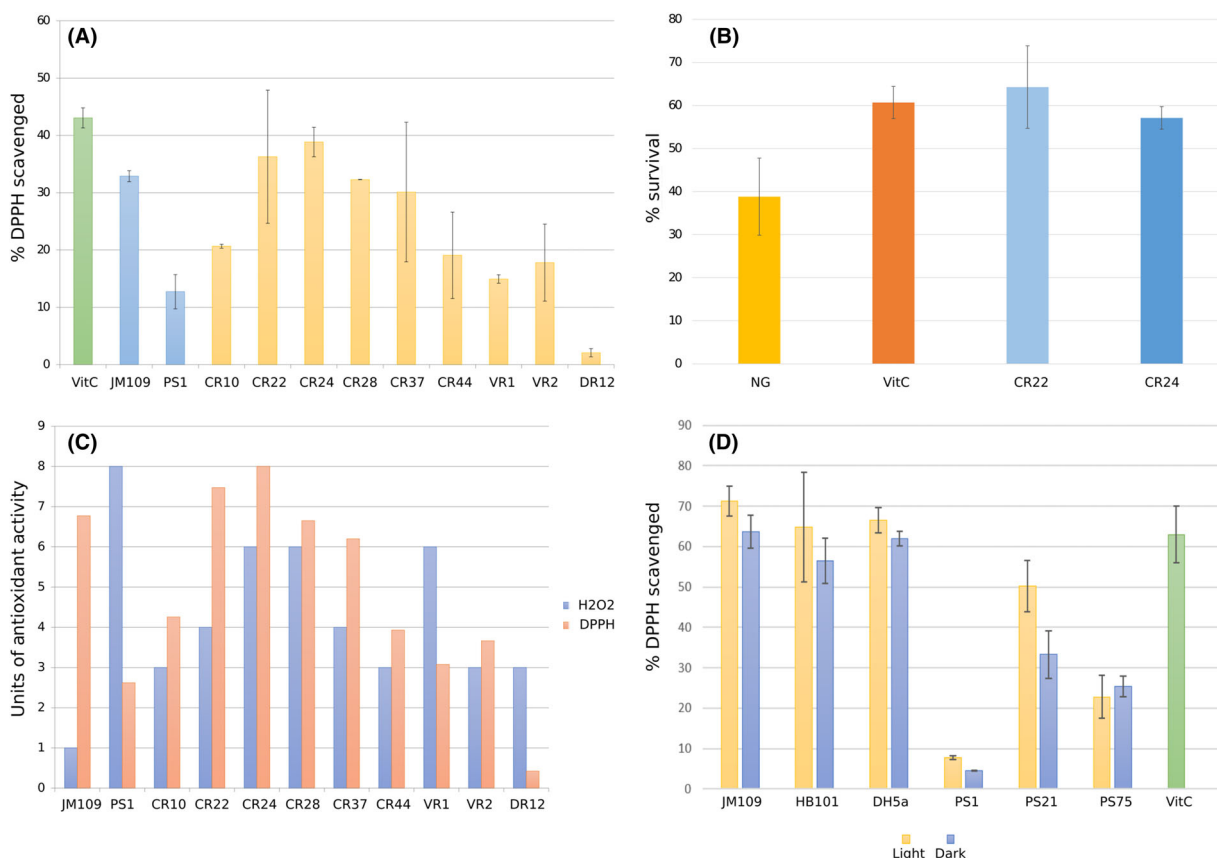 (A)
% DPPH scavenged
60
50
40
30
20
10
0
VitC JM109 PS1 CR10 CR22 CR24 CR28 CR37 CR44 VR1 VR2 DR12
(B)
% survival
80
70
60
50
40
30
20
10
0
NG VitC CR22 CR24
(C)
Units of antioxidant activity
9
8
7
6
5
4
3
2
1
0
JM109 PS1 CR10 CR22 CR24 CR28 CR37 CR44 VR1 VR2 DR12
H2O2
DPPH
(D)
% DPPH scavenged
90
80
70
60
50
40
30
20
10
0
JM109 HB101 DH5a PS1 PS21 PS75 VitC
Light Dark